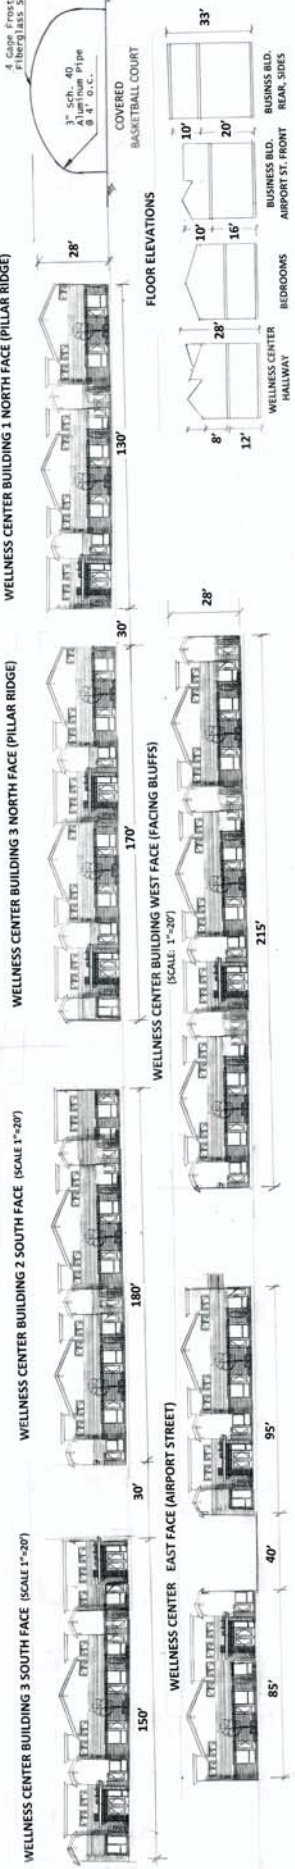 WELLNESS CENTER BUILDING 3 SOUTH FACE (SCALE 1"=20')
150'
30'
WELLNESS CENTER BUILDING 2 SOUTH FACE (SCALE 1"=20')
180'
WELLNESS CENTER BUILDING 3 NORTH FACE (PILLAR RIDGE)
170'
30'
WELLNESS CENTER BUILDING 1 NORTH FACE (PILLAR RIDGE)
130'
28'
4 Gage Frost
Fiberglass S
3" Sch. 40
Aluminum Pipe
@ 4' o.c.
COVERED
BASKETBALL COURT
WELLNESS CENTER EAST FACE (AIRPORT STREET)
85'
40'
95'
WELLNESS CENTER BUILDING WEST FACE (FACING BLUFFS)
(SCALE: 1"=20')
215'
28'
FLOOR ELEVATIONS
8'
12'
28'
WELLNESS CENTER
HALLWAY
BEDROOMS
10'
16'
BUSINESS BLD.
AIRPORT ST. FRONT
10'
20'
33'
BUSINSS BLD.
REAR, SIDES